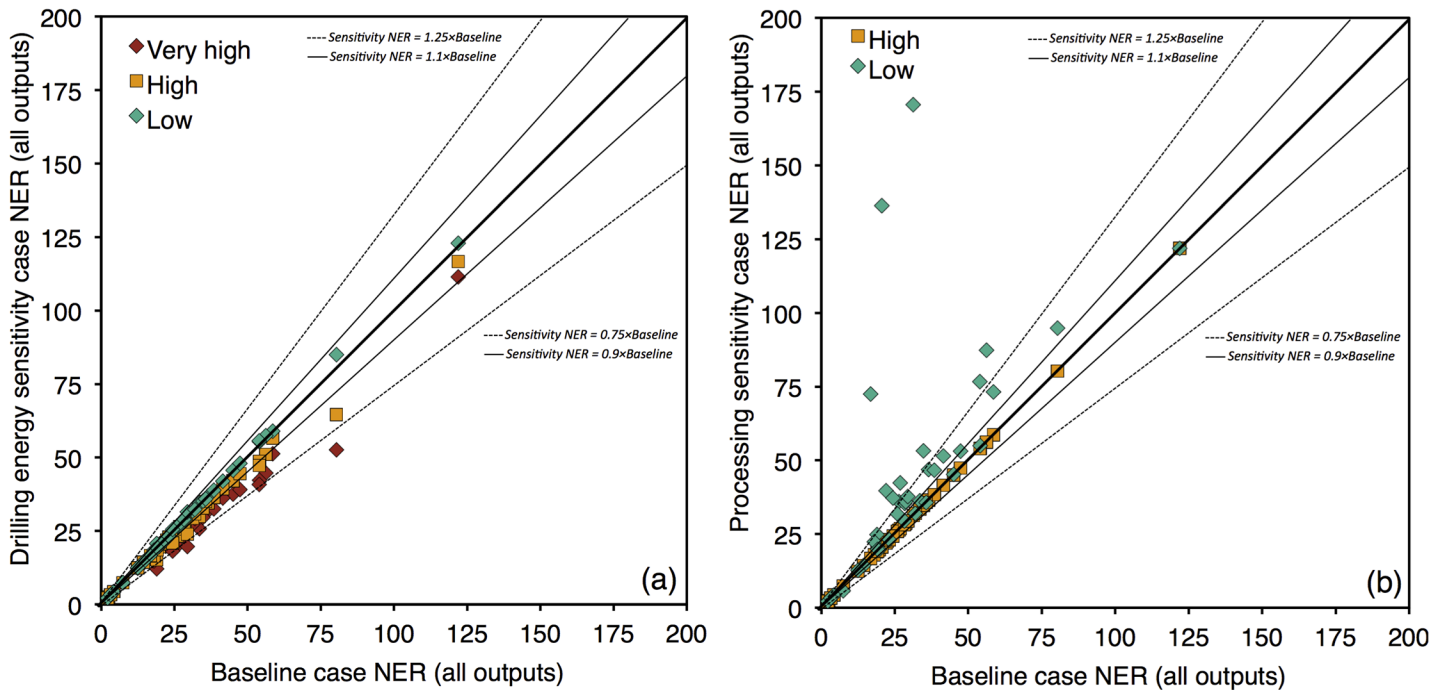 Drilling energy sensitivity case NER (all outputs)
200
175
150
125
100
75
50
25
0
Very high
High
Low
Sensitivity NER = 1.25×Baseline
Sensitivity NER = 1.1×Baseline
Sensitivity NER = 0.75×Baseline
Sensitivity NER = 0.9×Baseline
(a)
0 25 50 75 100 125 150 175 200
Baseline case NER (all outputs)
Processing sensitivity case NER (all outputs)
200
175
150
125
100
75
50
25
0
High
Low
Sensitivity NER = 1.25×Baseline
Sensitivity NER = 1.1×Baseline
Sensitivity NER = 0.75×Baseline
Sensitivity NER = 0.9×Baseline
(b)
0 25 50 75 100 125 150 175 200
Baseline case NER (all outputs)